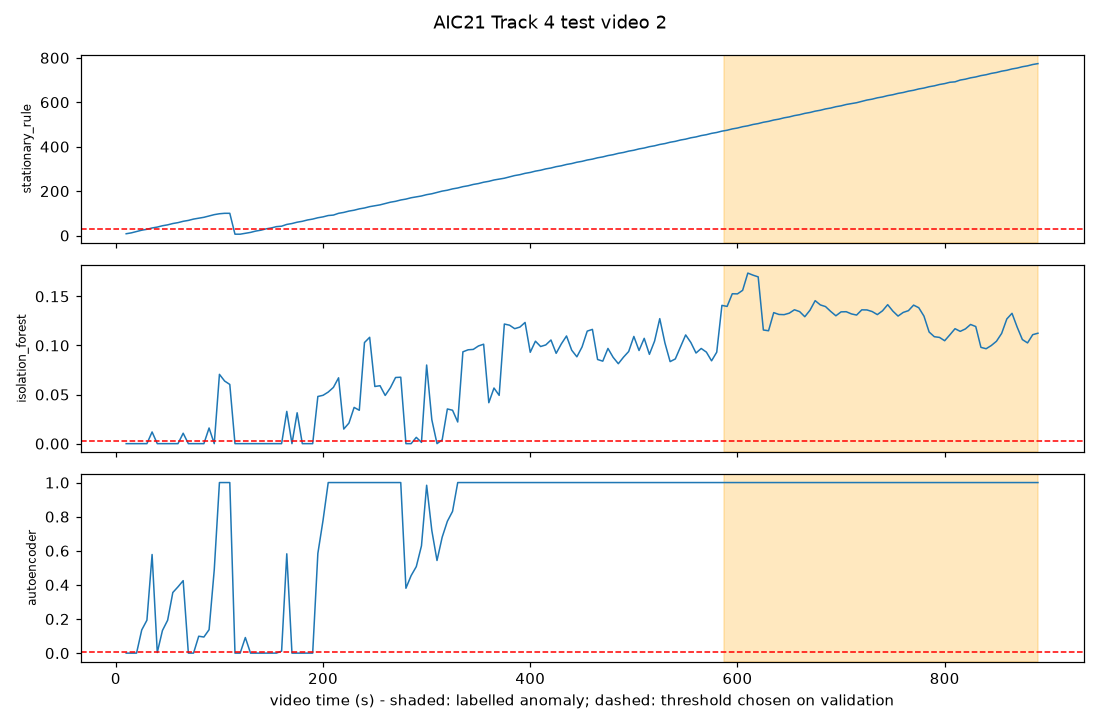 AIC21 Track 4 test video 2
stationary_rule
800
600
400
200
0
isolation_forest
0.15
0.10
0.05
0.00
autoencoder
1.0
0.8
0.6
0.4
0.2
0.0
0 200 400 600 800
video time (s) - shaded: labelled anomaly; dashed: threshold chosen on validation